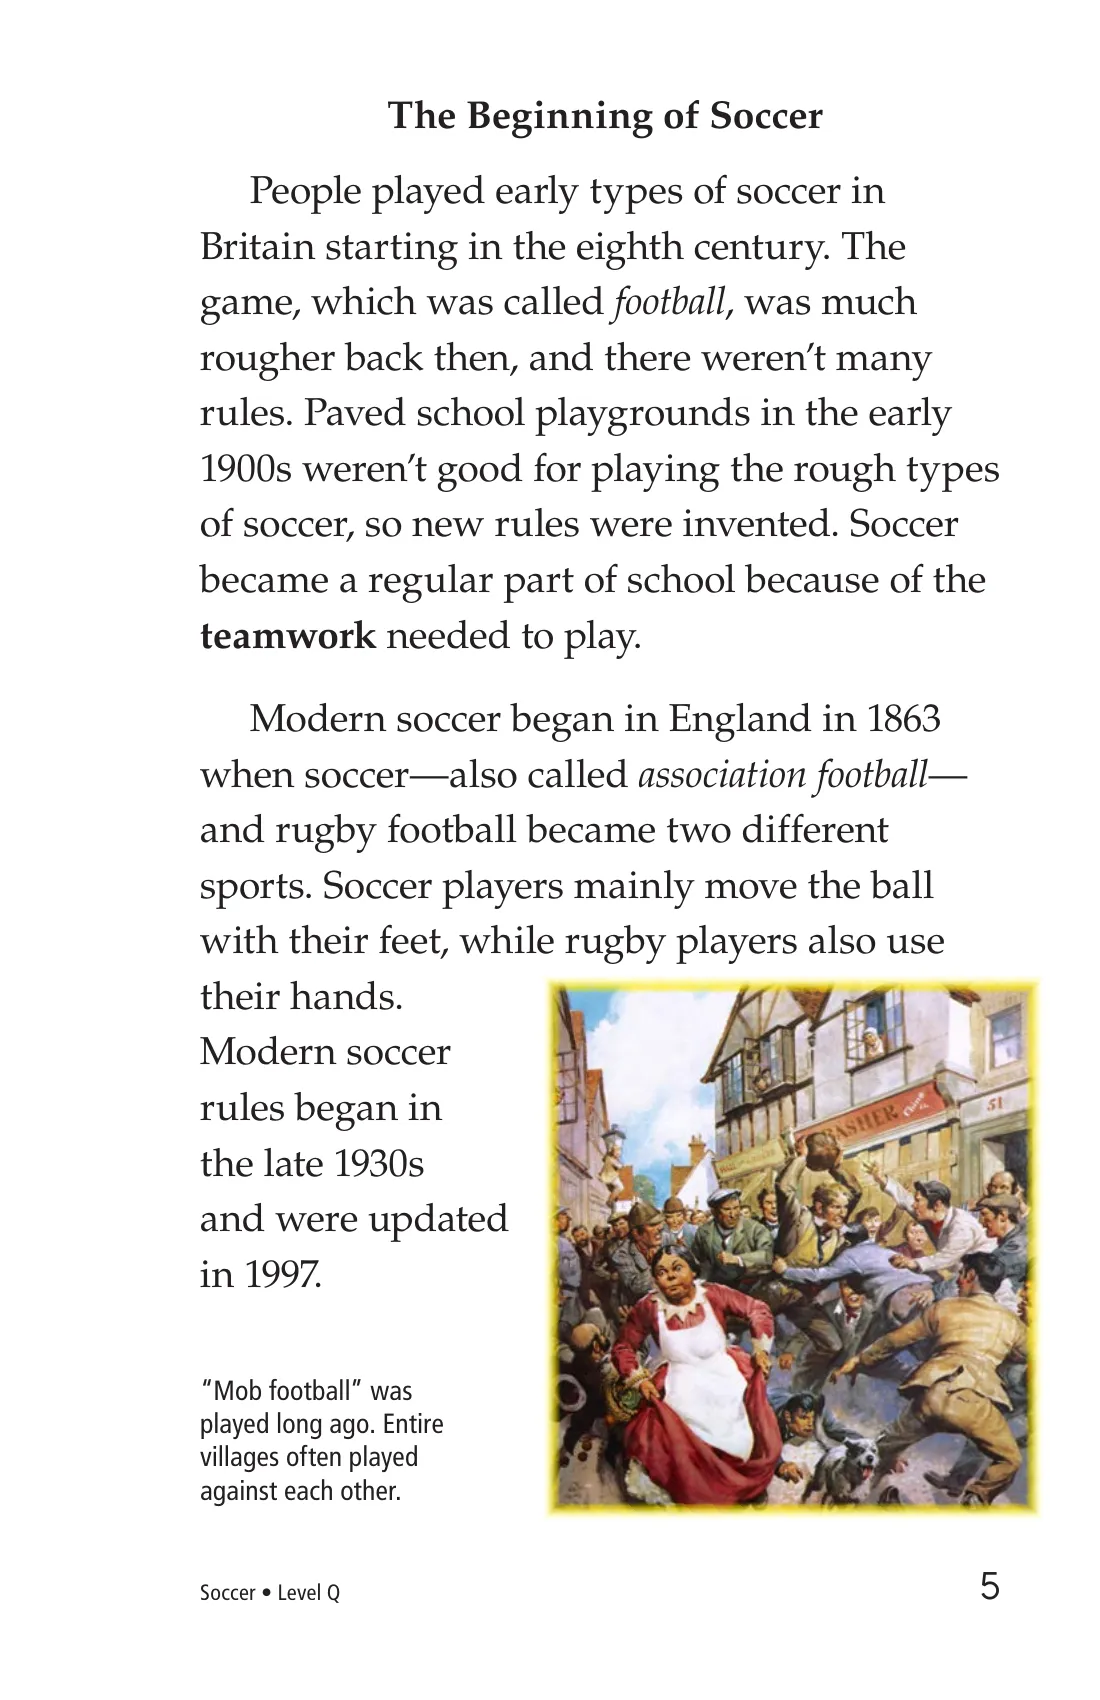 The Beginning of Soccer
People played early types of soccer in
Britain starting in the eighth century. The
game, which was called football, was much
rougher back then, and there weren’t many
rules. Paved school playgrounds in the early
1900s weren’t good for playing the rough types
of soccer, so new rules were invented. Soccer
became a regular part of school because of the
teamwork needed to play.
Modern soccer began in England in 1863
when soccer—also called association football—
and rugby football became two different
sports. Soccer players mainly move the ball
with their feet, while rugby players also use
their hands.
Modern soccer
rules began in
the late 1930s
and were updated
in 1997.
RASHER
China
51
“Mob football” was
played long ago. Entire
villages often played
against each other.
Soccer • Level Q
5